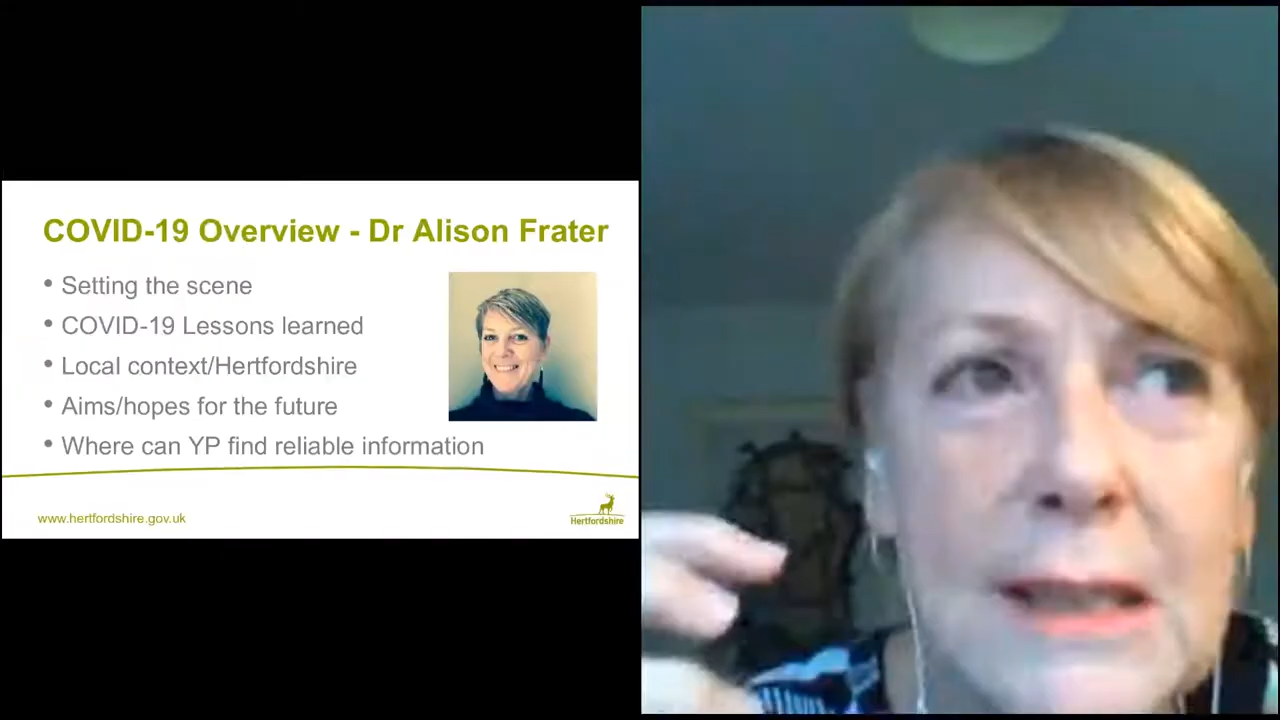 COVID-19 Overview - Dr Alison Frater
• Setting the scene
• COVID-19 Lessons learned
• Local context/Hertfordshire
• Aims/hopes for the future
• Where can YP find reliable information
www.hertfordshire.gov.uk
Hertfordshire